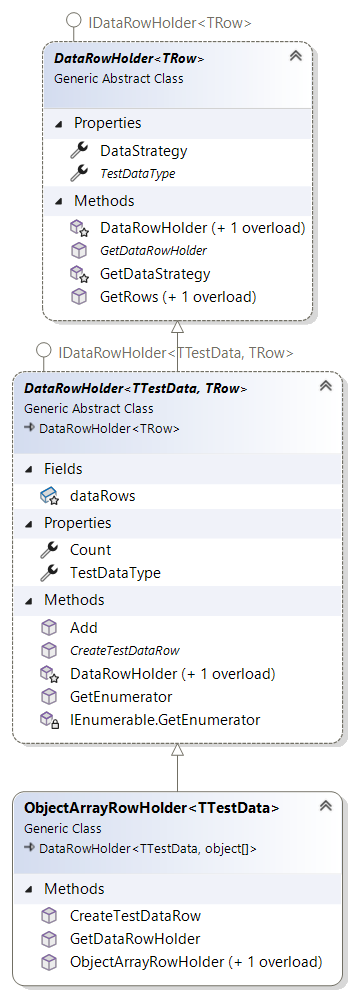 IDataRowHolder<TRow>
DataRowHolder<TRow>
Generic Abstract Class
Properties
DataStrategy
TestDataType
Methods
DataRowHolder (+ 1 overload)
GetDataRowHolder
GetDataStrategy
GetRows (+ 1 overload)
IDataRowHolder<TTestData, TRow>
DataRowHolder<TTestData, TRow>
Generic Abstract Class
DataRowHolder<TRow>
Fields
dataRows
Properties
Count
TestDataType
Methods
Add
CreateTestDataRow
DataRowHolder (+ 1 overload)
GetEnumerator
IEnumerable.GetEnumerator
ObjectArrayRowHolder<TTestData>
Generic Class
DataRowHolder<TTestData, object[]>
Methods
CreateTestDataRow
GetDataRowHolder
ObjectArrayRowHolder (+ 1 overload)